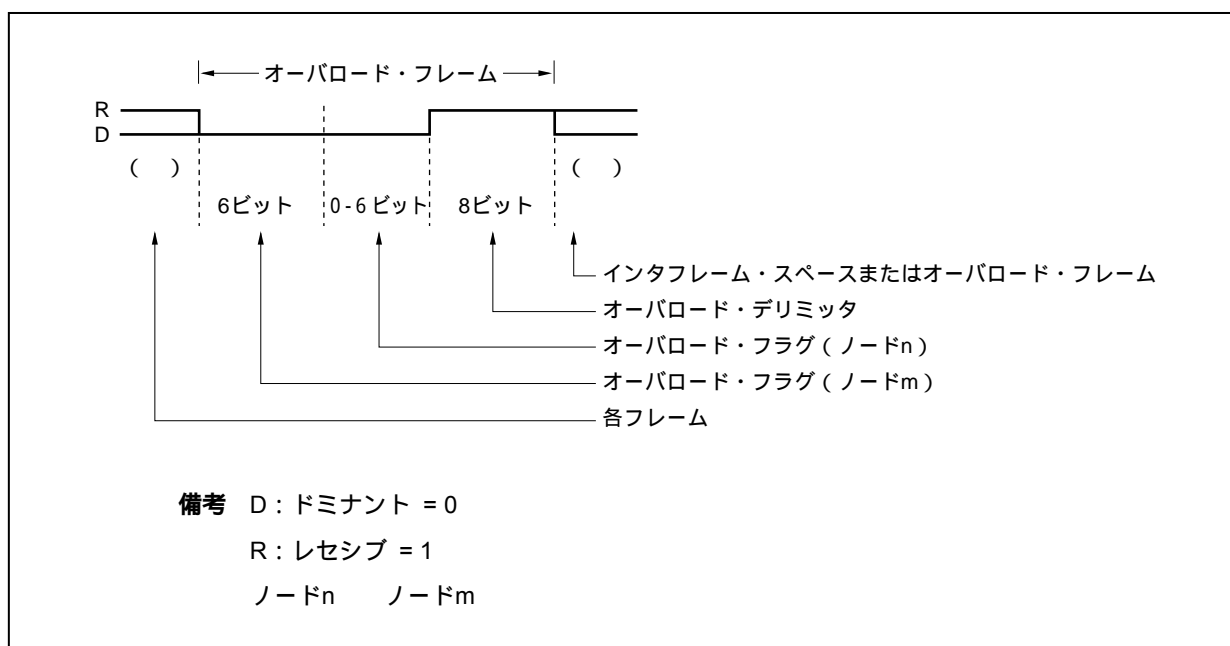 オーバロード・フレーム
R
D
(　) (　)
6ビット 0-6ビット 8ビット
インタフレーム・スペースまたはオーバロード・フレーム
オーバロード・デリミッタ
オーバロード・フラグ（ノードn）
オーバロード・フラグ（ノードm）
各フレーム
備考 D：ドミナント = 0
R：レセシブ = 1
ノードn　ノードm